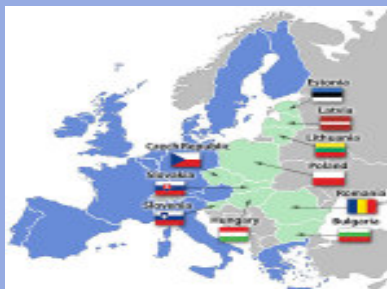 Estonia
Latvia
Lithuania
Czech Republic
Poland
Slovakia
Romania
Slovenia
Hungary
Bulgaria